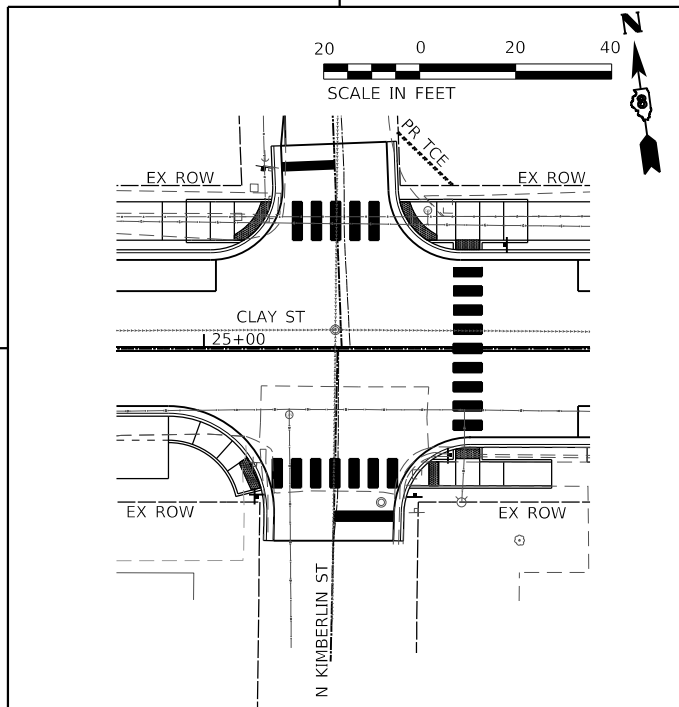 N
20 0 20 40
SCALE IN FEET
8
PR TCE
EX ROW
EX ROW
CLAY ST
25+00
EX ROW
EX ROW
N KIMBERLIN ST